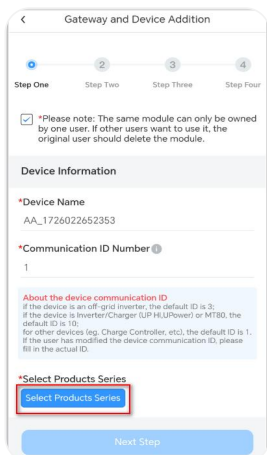 Gateway and Device Addition
2 3 4
Step One Step Two Step Three Step Four
*Please note: The same module can only be owned
by one user. If other users want to use it, the
original user should delete the module.
Device Information
*Device Name
AA_1726022652353
*Communication ID Number
1
About the device communication ID
if the device is an off-grid inverter, the default ID is 3;
If the device is Inverter/Charger (UP HI,UPower) or MT80, the
default ID is 10;
for other devices (eg. Charge Controller, etc), the default ID is 1.
If the user has modified the device communication ID, please
fill in the actual ID.
*Select Products Series
Select Products Series
Next Step